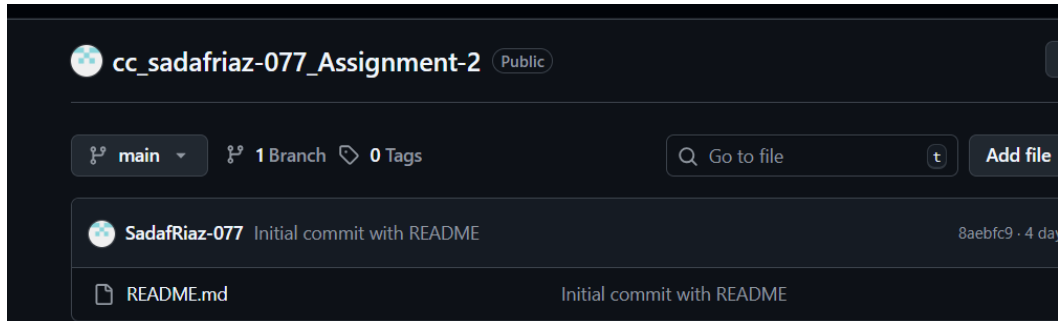 cc_sadafriaz-077_Assignment-2 Public
main 1 Branch 0 Tags Go to file t Add file
SadafRiaz-077 Initial commit with README 8aebfc9 · 4 day
README.md Initial commit with README